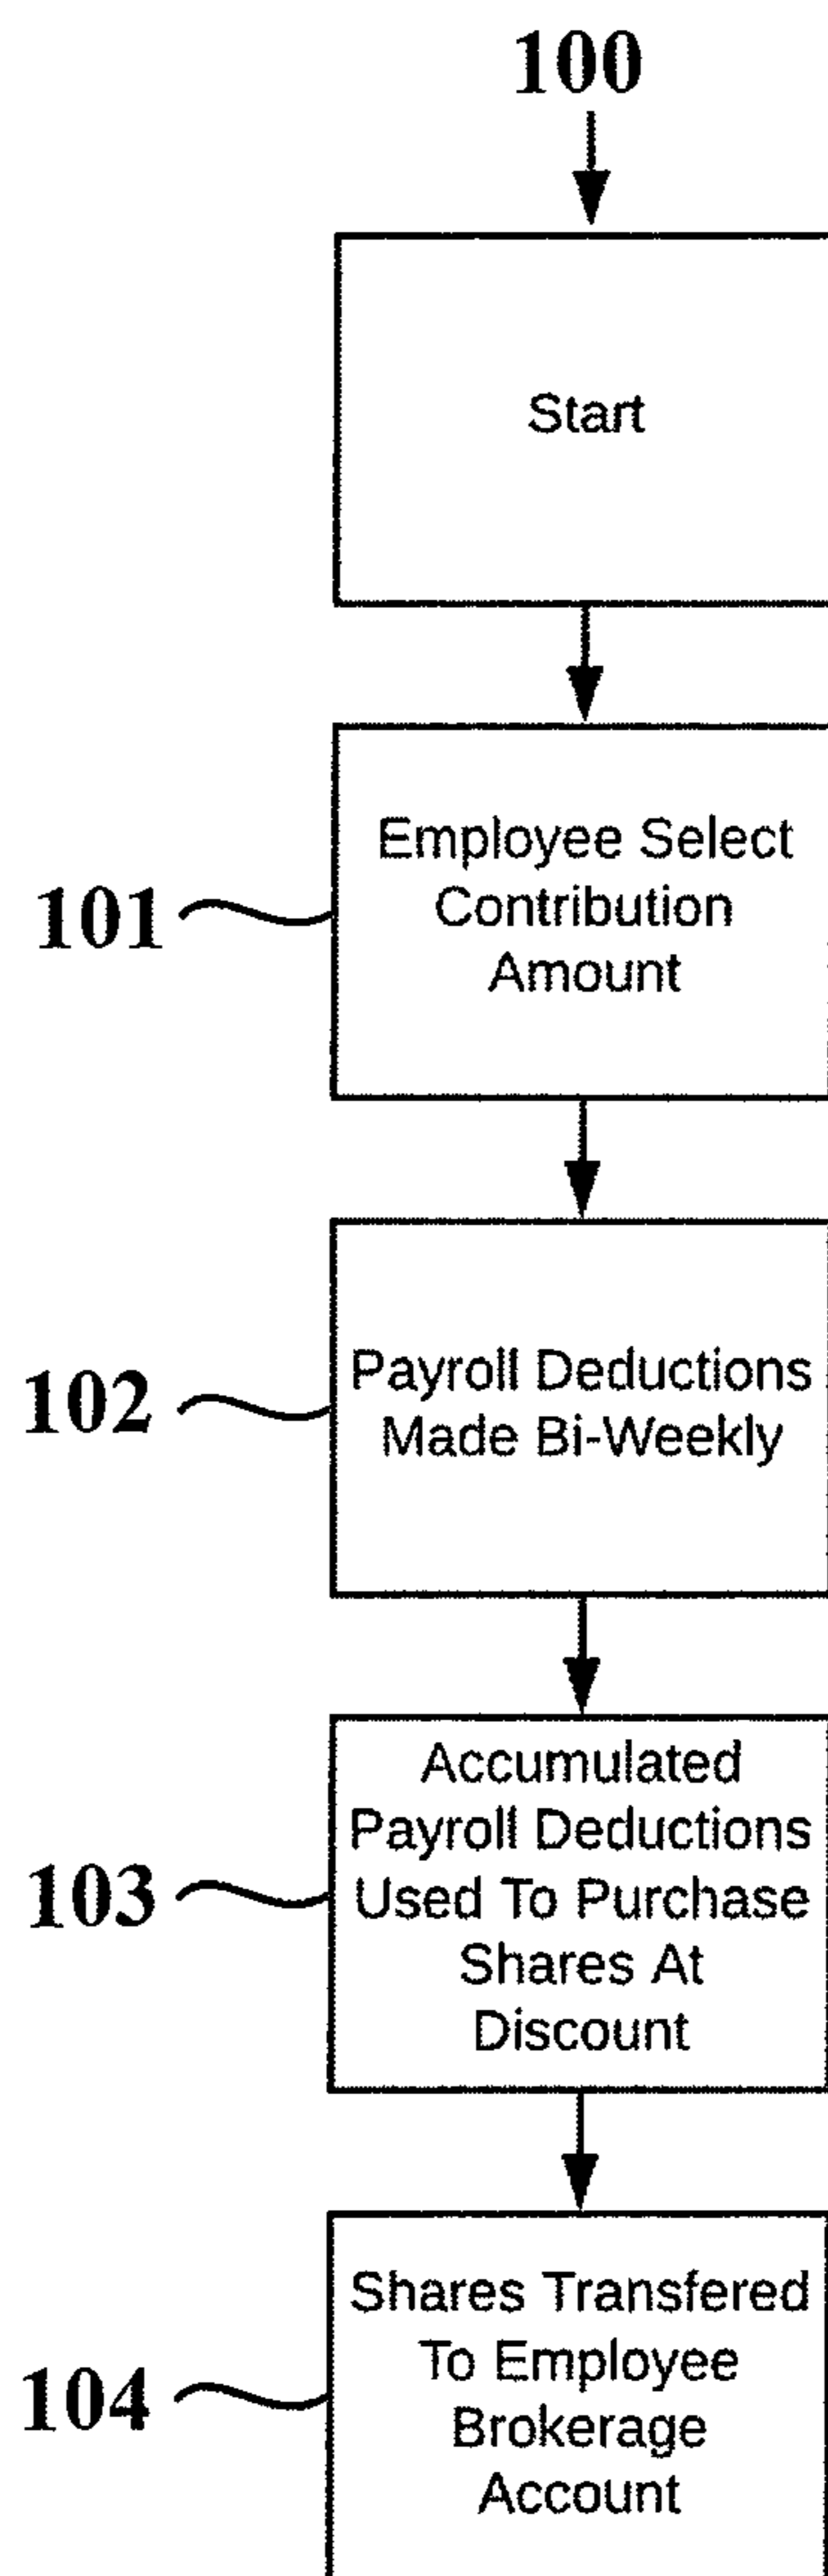 100
Start
Employee Select
101
Contribution
Amount
Payroll Deductions
102
Made Bi-Weekly
Accumulated
Payroll Deductions
103
Used To Purchase
Shares At
Discount
Shares Transfered
To Employee
104
Brokerage
Account